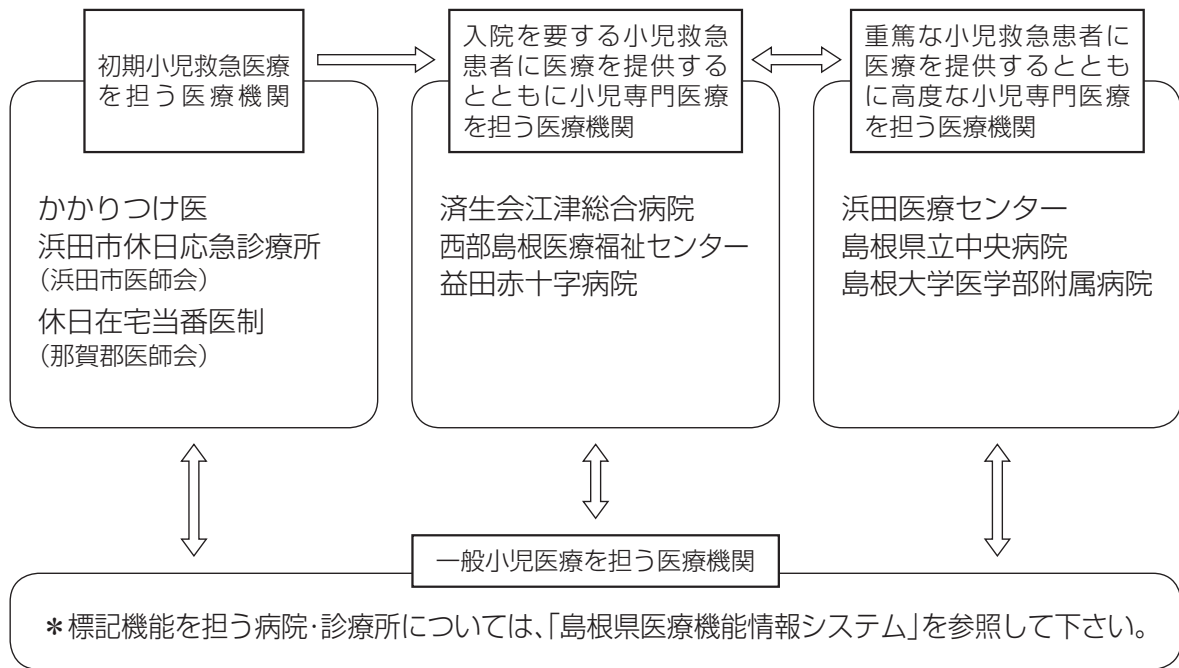 初期小児救急医療
を担う医療機関
かかりつけ医
浜田市休日応急診療所
（浜田市医師会）
休日在宅当番医制
（那賀郡医師会）
入院を要する小児救急
患者に医療を提供する
とともに小児専門医療
を担う医療機関
済生会江津総合病院
西部島根医療福祉センター
益田赤十字病院
重篤な小児救急患者に
医療を提供するととも
に高度な小児専門医療
を担う医療機関
浜田医療センター
島根県立中央病院
島根大学医学部附属病院
一般小児医療を担う医療機関
＊標記機能を担う病院・診療所については、「島根県医療機能情報システム」を参照して下さい。